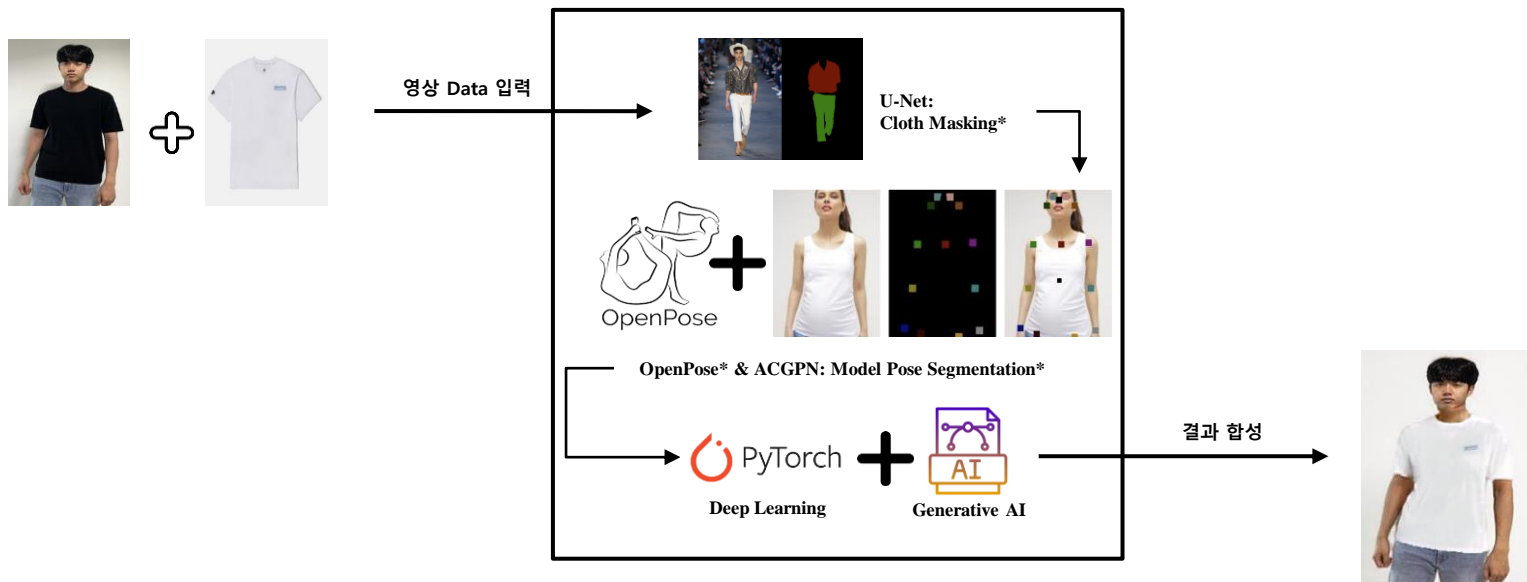 영상 Data 입력
U-Net:
Cloth Masking*
OpenPose
OpenPose* & ACGPN: Model Pose Segmentation*
PyTorch
AI
Deep Learning
Generative AI
결과 합성